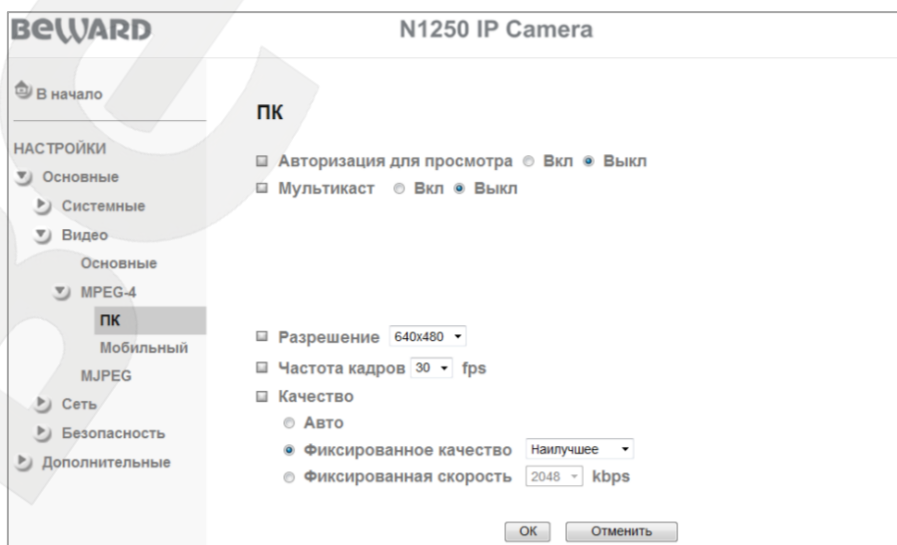 BEWARD
N1250 IP Camera
В начало
НАСТРОЙКИ
Основные
Системные
Видео
Основные
MPEG-4
ПК
Мобильный
MJPEG
Сеть
Безопасность
Дополнительные
ПК
Авторизация для просмотра Вкл Выкл
Мультикаст Вкл Выкл
Разрешение 640x480
Частота кадров 30 fps
Качество
Авто
Фиксированное качество Наилучшее
Фиксированная скорость 2048 kbps
ОК Отменить